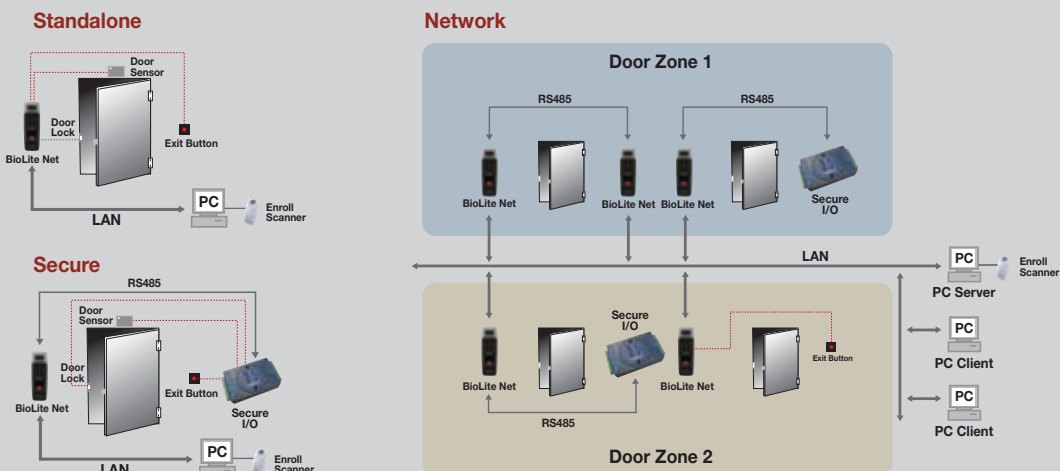 Standalone
Door
Sensor
Door
Lock
BioLite Net
Exit Button
LAN
PC
Enroll
Scanner
Secure
RS485
Door
Sensor
Door
Lock
BioLite Net
Exit Button
Secure
I/O
LAN
PC
Enroll
Scanner
Network
Door Zone 1
RS485
RS485
BioLite Net
BioLite Net
BioLite Net
Secure
I/O
LAN
PC
Enroll
Scanner
PC Server
PC
PC Client
PC
PC Client
Secure
I/O
BioLite Net
BioLite Net
Exit Button
RS485
Door Zone 2